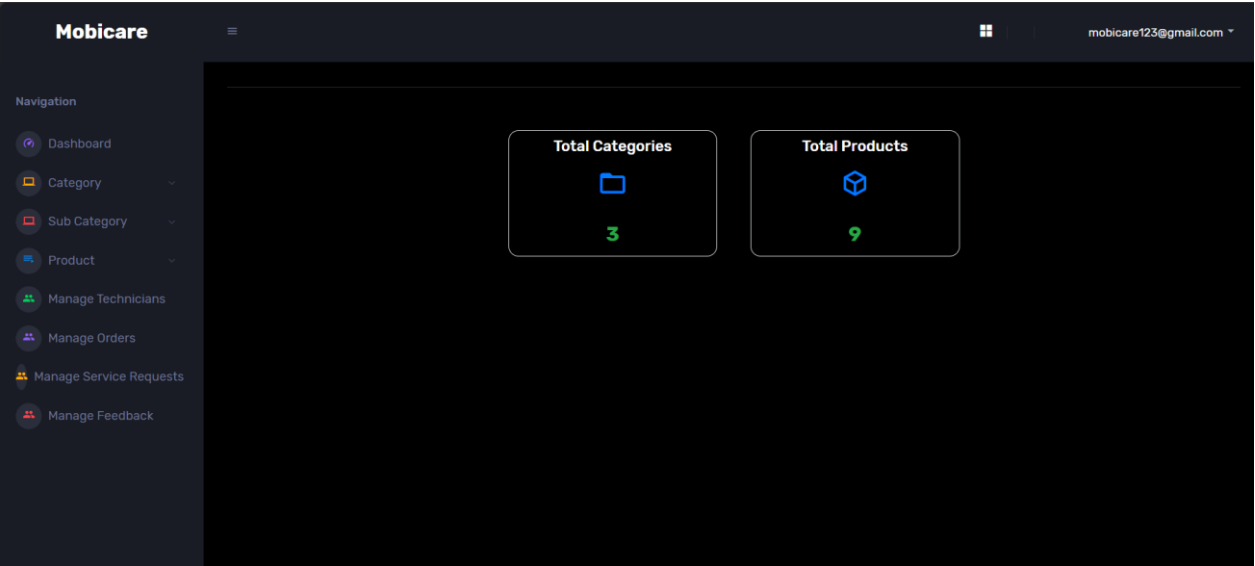 Mobicare
mobicare123@gmail.com
Navigation
Dashboard
Category
Sub Category
Product
Manage Technicians
Manage Orders
Manage Service Requests
Manage Feedback
Total Categories
3
Total Products
9